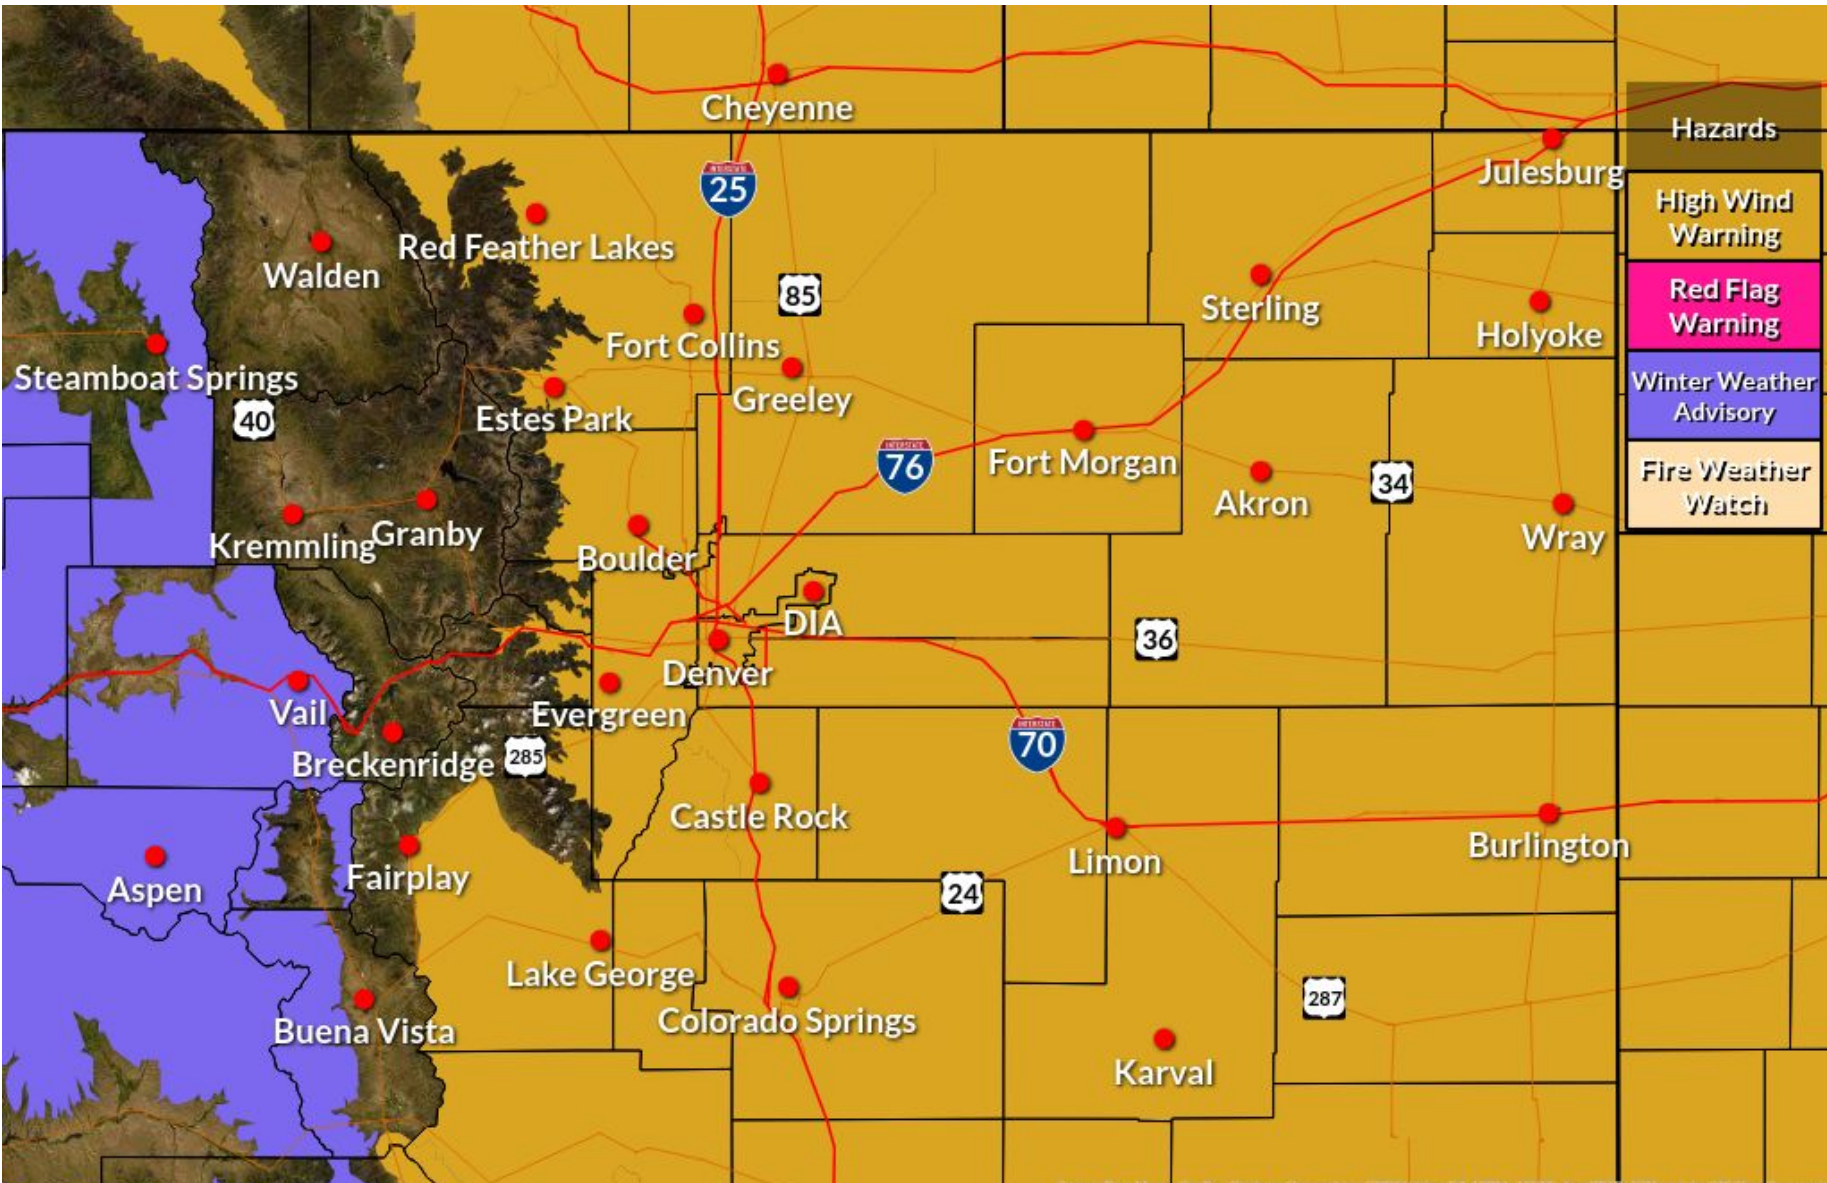 Cheyenne
INTERSTATE
25
Julesburg
Hazards
High Wind
Warning
Red Flag
Warning
Winter Weather
Advisory
Fire Weather
Watch
Walden
Red Feather Lakes
85
Sterling
Holyoke
Fort Collins
Steamboat Springs
40
Estes Park
Greeley
INTERSTATE
76
Fort Morgan
Akron
34
Wray
Kremmling
Granby
Boulder
DIA
36
Denver
Vail
Evergreen
Breckenridge
285
INTERSTATE
70
Castle Rock
Limon
Burlington
Aspen
Fairplay
24
Lake George
Colorado Springs
287
Buena Vista
Karval